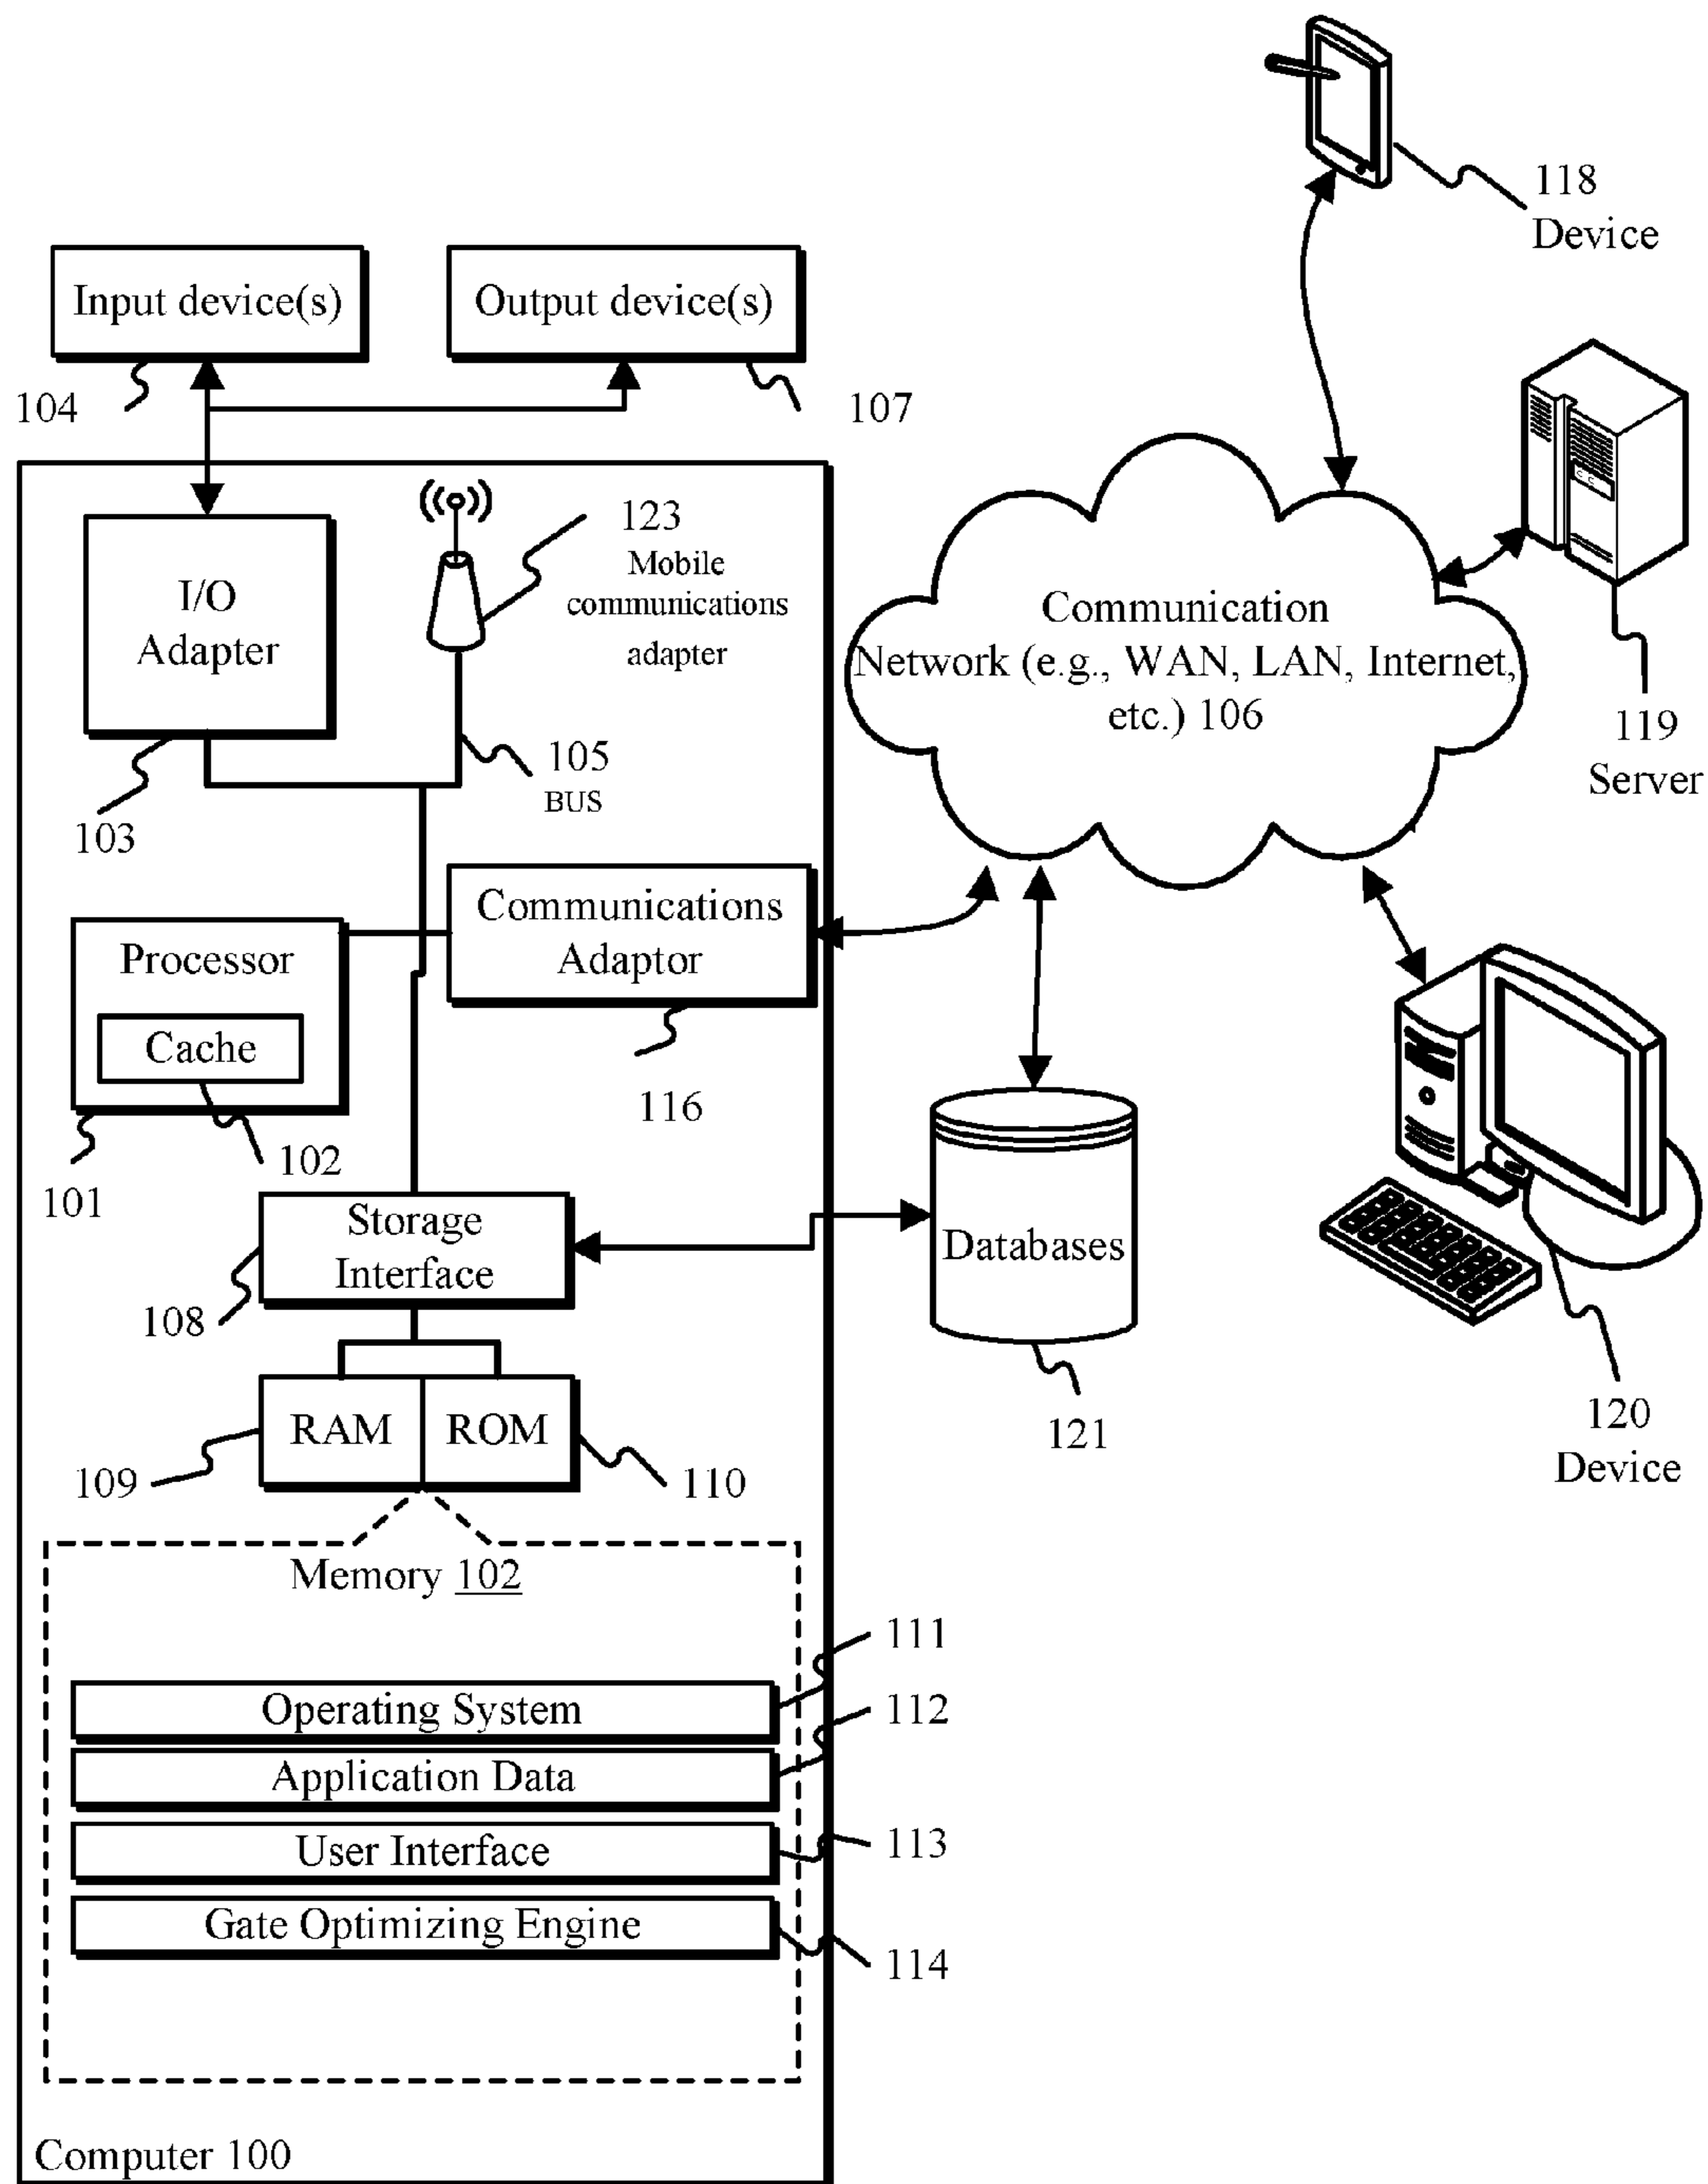 118
Device
Input device(s)
Output device(s)
104
107
123
Mobile
communications
adapter
I/O
Adapter
Communication
Network (e.g., WAN, LAN, Internet,
etc.) 106
119
Server
105
BUS
103
Communications
Adaptor
Processor
Cache
116
102
101
Storage
Interface
Databases
108
RAM
ROM
109
110
121
120
Device
Memory 102
111
Operating System
112
Application Data
113
User Interface
Gate Optimizing Engine
114
Computer 100